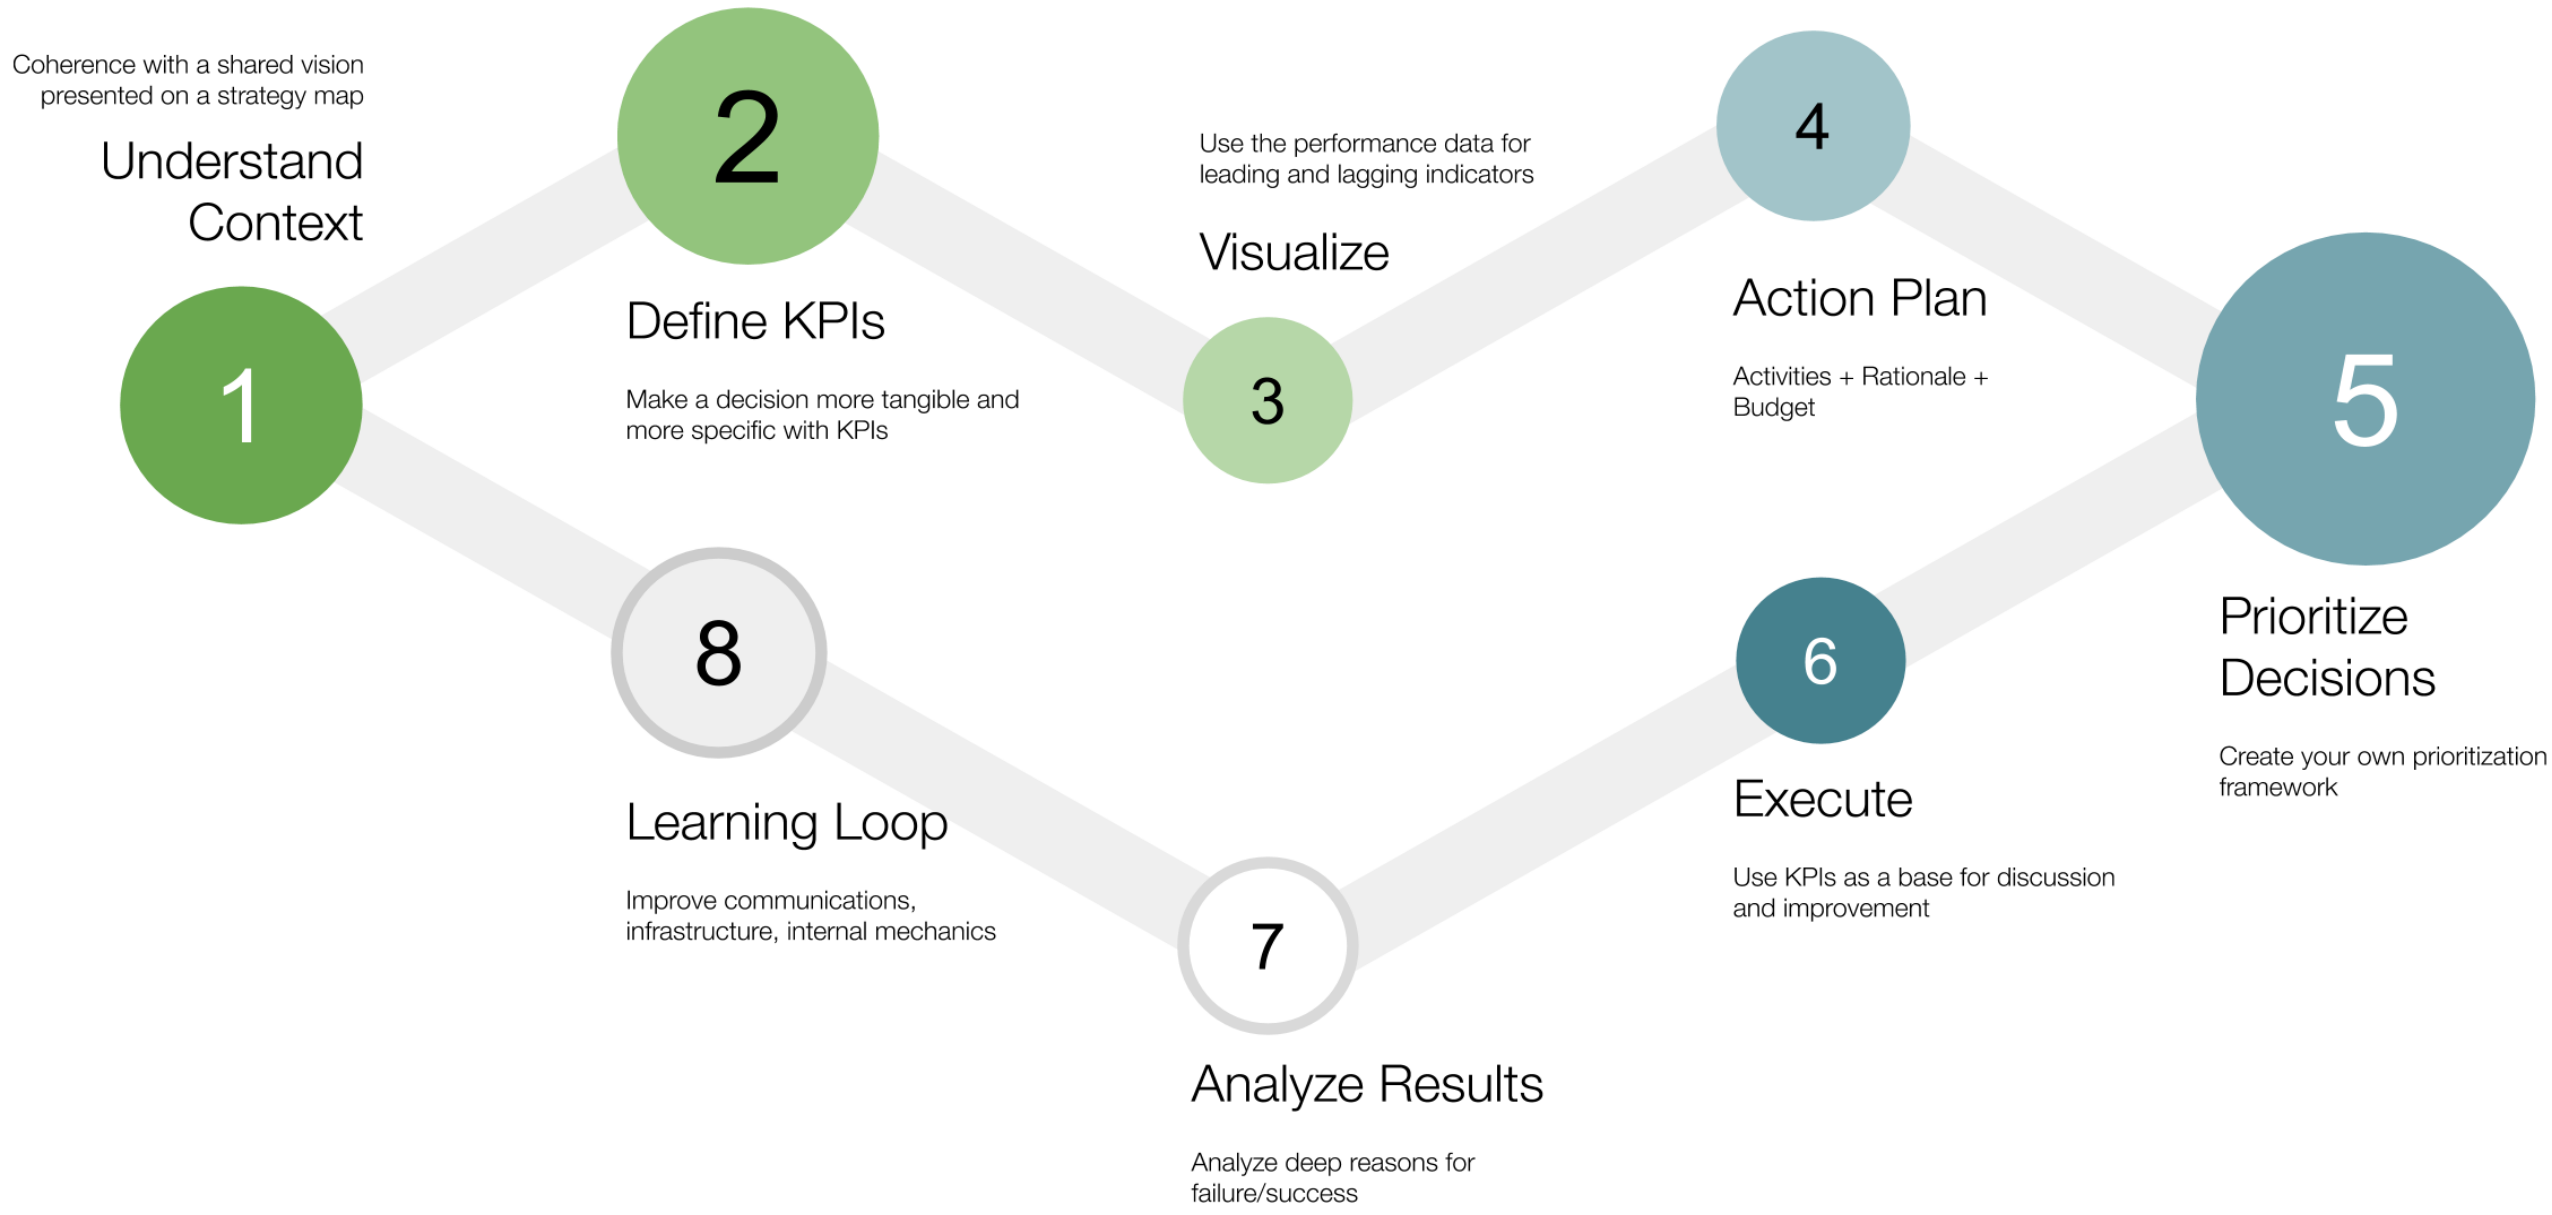 Coherence with a shared vision
presented on a strategy map
Understand
Context
1
2
Define KPIs
Make a decision more tangible and
more specific with KPIs
Use the performance data for
leading and lagging indicators
Visualize
3
4
Action Plan
Activities + Rationale +
Budget
5
Prioritize
Decisions
Create your own prioritization
framework
6
Execute
Use KPIs as a base for discussion
and improvement
7
Analyze Results
Analyze deep reasons for
failure/success
8
Learning Loop
Improve communications,
infrastructure, internal mechanics